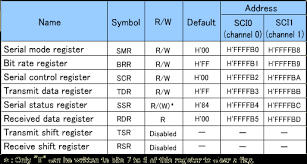 Name Symbol R/W Default Address
SCI0 (channel 0) SCI1 (channel 1)
Serial mode register SMR R/W H'00 H'FFFFB0 H'FFFFB8
Bit rate register BRR R/W H'FF H'FFFFB1 H'FFFFB9
Serial control register SCR R/W H'00 H'FFFFB2 H'FFFFBA
Transmit data register TDR R/W H'FF H'FFFFB3 H'FFFFBB
Serial status register SSR R/(W)* H'84 H'FFFFB4 H'FFFFBC
Received data register RDR R H'00 H'FFFFB5 H'FFFFBD
Transmit shift register TSR Disabled — — —
Receive shift register RSR Disabled — — —
*: Only "0" can be written to bits 7 to 3 of this register to clear a flag.